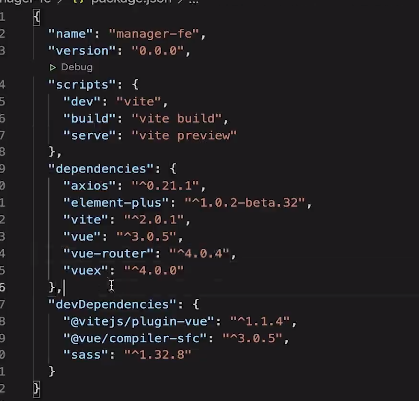 nager-fe > package.json > ...
1 {
2 "name": "manager-fe",
3 "version": "0.0.0",
▷ Debug
4 "scripts": {
5 "dev": "vite",
6 "build": "vite build",
7 "serve": "vite preview"
8 },
9 "dependencies": {
0 "axios": "^0.21.1",
1 "element-plus": "^1.0.2-beta.32",
2 "vite": "^2.0.1",
3 "vue": "^3.0.5",
4 "vue-router": "^4.0.4",
5 "vuex": "^4.0.0"
6 },
7 "devDependencies": {
8 "@vitejs/plugin-vue": "^1.1.4",
9 "@vue/compiler-sfc": "^3.0.5",
0 "sass": "^1.32.8"
1 }
2 }